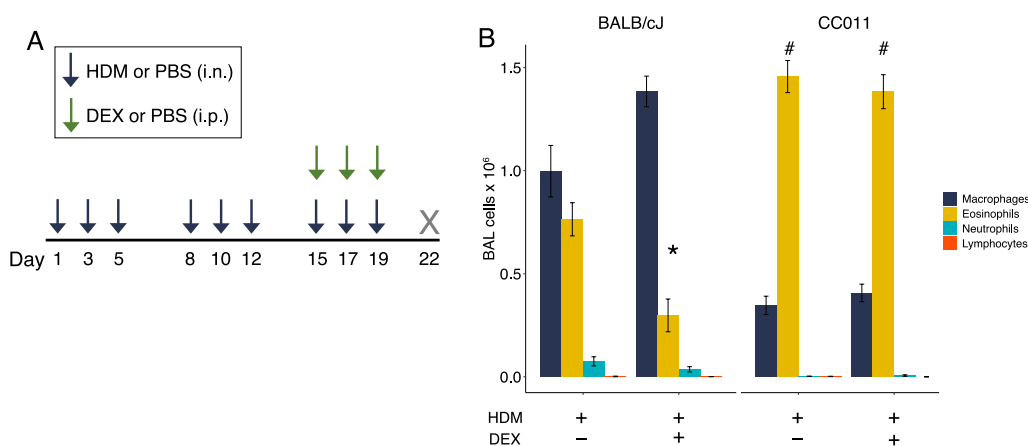 A
HDM or PBS (i.n.)
DEX or PBS (i.p.)
X
Day 1 3 5 8 10 12 15 17 19 22
B
BALB/cJ CC011
# #
1.5
*
1.0
0.5
0.0
BAL cells x 10⁶
Macrophages
Eosinophils
Neutrophils
Lymphocytes
HDM + + + +
DEX − + − +